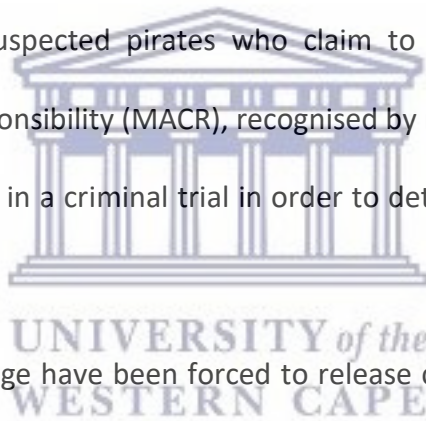 uspected pirates who claim to
onsibility (MACR), recognised by
in a criminal trial in order to det
UNIVERSITY of the
ge have been forced to release
WESTERN CAPE